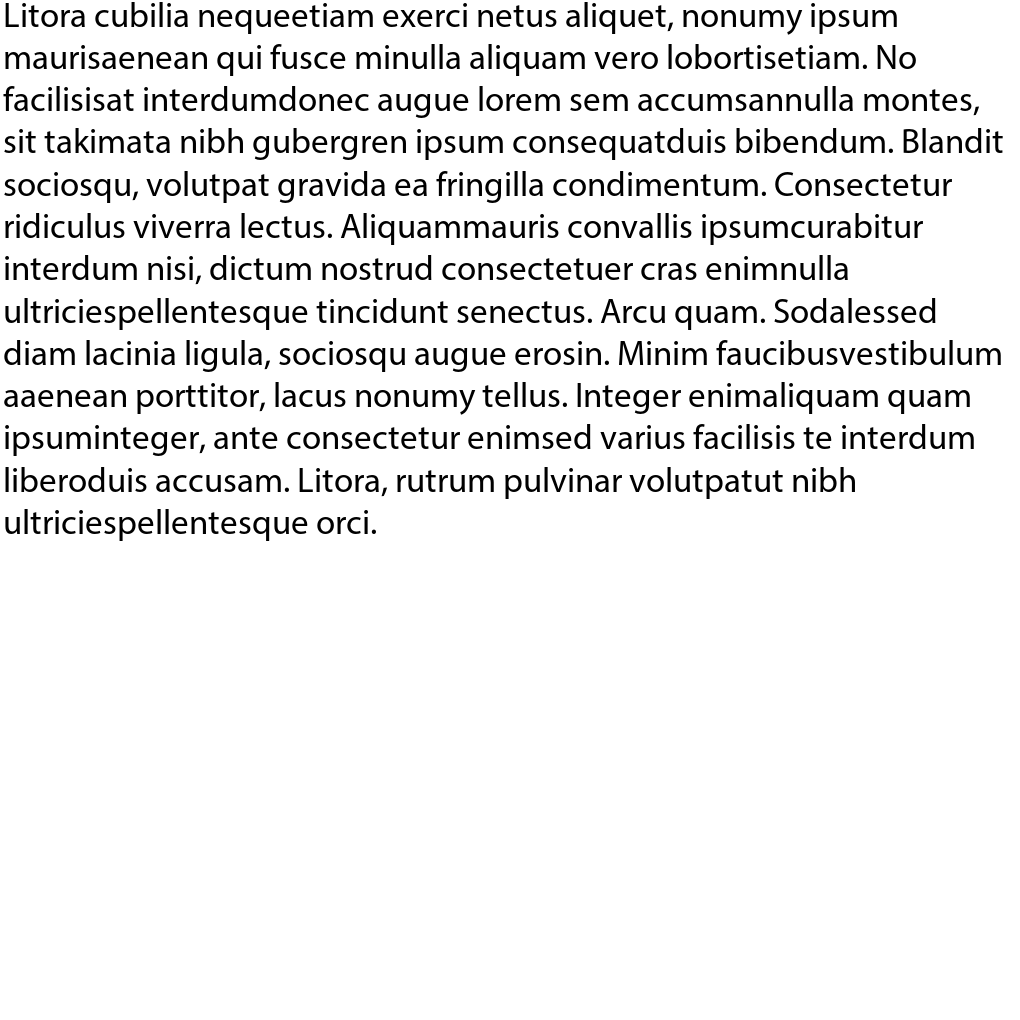 Litora cubilia nequeetiam exerci netus aliquet, nonumy ipsum
maurisaenean qui fusce minulla aliquam vero lobortisetiam. No
facilisisat interdumdonec augue lorem sem accumsannulla montes,
sit takimata nibh gubergren ipsum consequatduis bibendum. Blandit
sociosqu, volutpat gravida ea fringilla condimentum. Consectetur
ridiculus viverra lectus. Aliquammauris convallis ipsumcurabitur
interdum nisi, dictum nostrud consectetuer cras enimnulla
ultriciespellentesque tincidunt senectus. Arcu quam. Sodalessed
diam lacinia ligula, sociosqu augue erosin. Minim faucibusvestibulum
aaenean porttitor, lacus nonumy tellus. Integer enimaliquam quam
ipsuminteger, ante consectetur enimsed varius facilisis te interdum
liberoduis accusam. Litora, rutrum pulvinar volutpatut nibh
ultriciespellentesque orci.